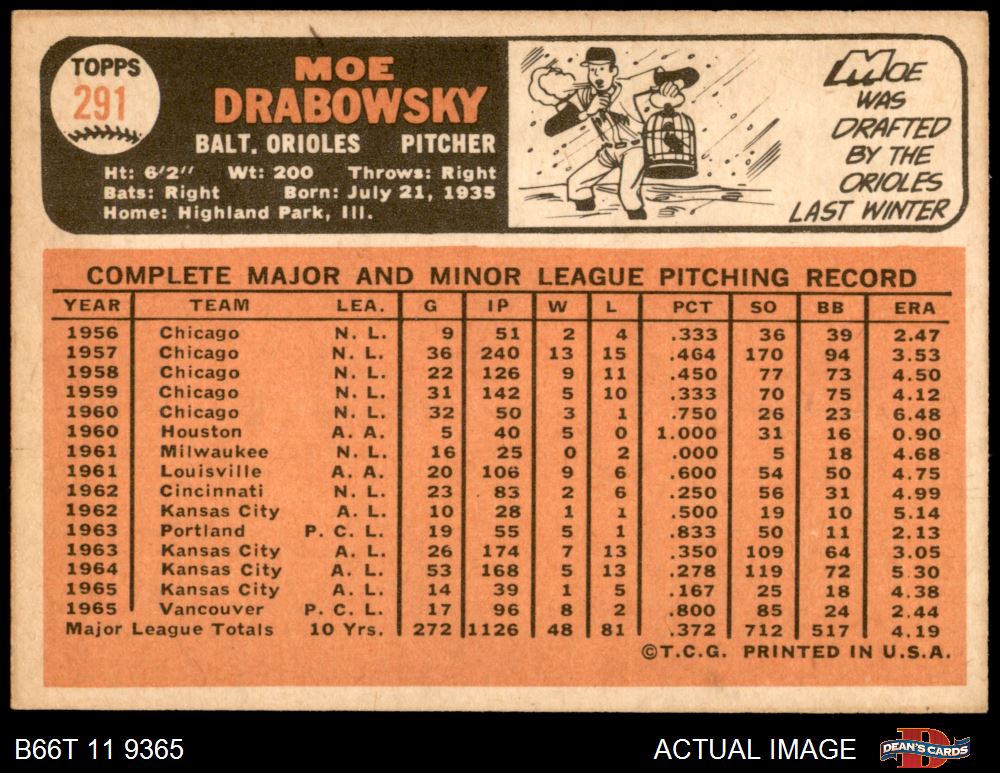 TOPPS
291
MOE
DRABOWSKY
BALT. ORIOLES PITCHER
Ht: 6'2" Wt: 200 Throws: Right
Bats: Right Born: July 21, 1935
Home: Highland Park, Ill.
MOE
WAS
DRAFTED
BY THE
ORIOLES
LAST WINTER
COMPLETE MAJOR AND MINOR LEAGUE PITCHING RECORD
YEAR TEAM LEA. G IP W L PCT SO BB ERA
1956 Chicago N. L. 9 51 2 4 .333 36 39 2.47
1957 Chicago N. L. 36 240 13 15 .464 170 94 3.53
1958 Chicago N. L. 22 126 9 11 .450 77 73 4.50
1959 Chicago N. L. 31 142 5 10 .333 70 75 4.12
1960 Chicago N. L. 32 50 3 1 .750 26 23 6.48
1960 Houston A. A. 5 40 5 0 1.000 31 16 0.90
1961 Milwaukee N. L. 16 25 0 2 .000 5 18 4.68
1961 Louisville A. A. 20 106 9 6 .600 54 50 4.75
1962 Cincinnati N. L. 23 83 2 6 .250 56 31 4.99
1962 Kansas City A. L. 10 28 1 1 .500 19 10 5.14
1963 Portland P. C. L. 19 55 5 1 .833 50 11 2.13
1963 Kansas City A. L. 26 174 7 13 .350 109 64 3.05
1964 Kansas City A. L. 53 168 5 13 .278 119 72 5.30
1965 Kansas City A. L. 14 39 1 5 .167 25 18 4.38
1965 Vancouver P. C. L. 17 96 8 2 .800 85 24 2.44
Major League Totals 10 Yrs. 272 1126 48 81 .372 712 517 4.19
©T.C.G. PRINTED IN U.S.A.
B66T 11 9365 ACTUAL IMAGE DEAN'S CARDS